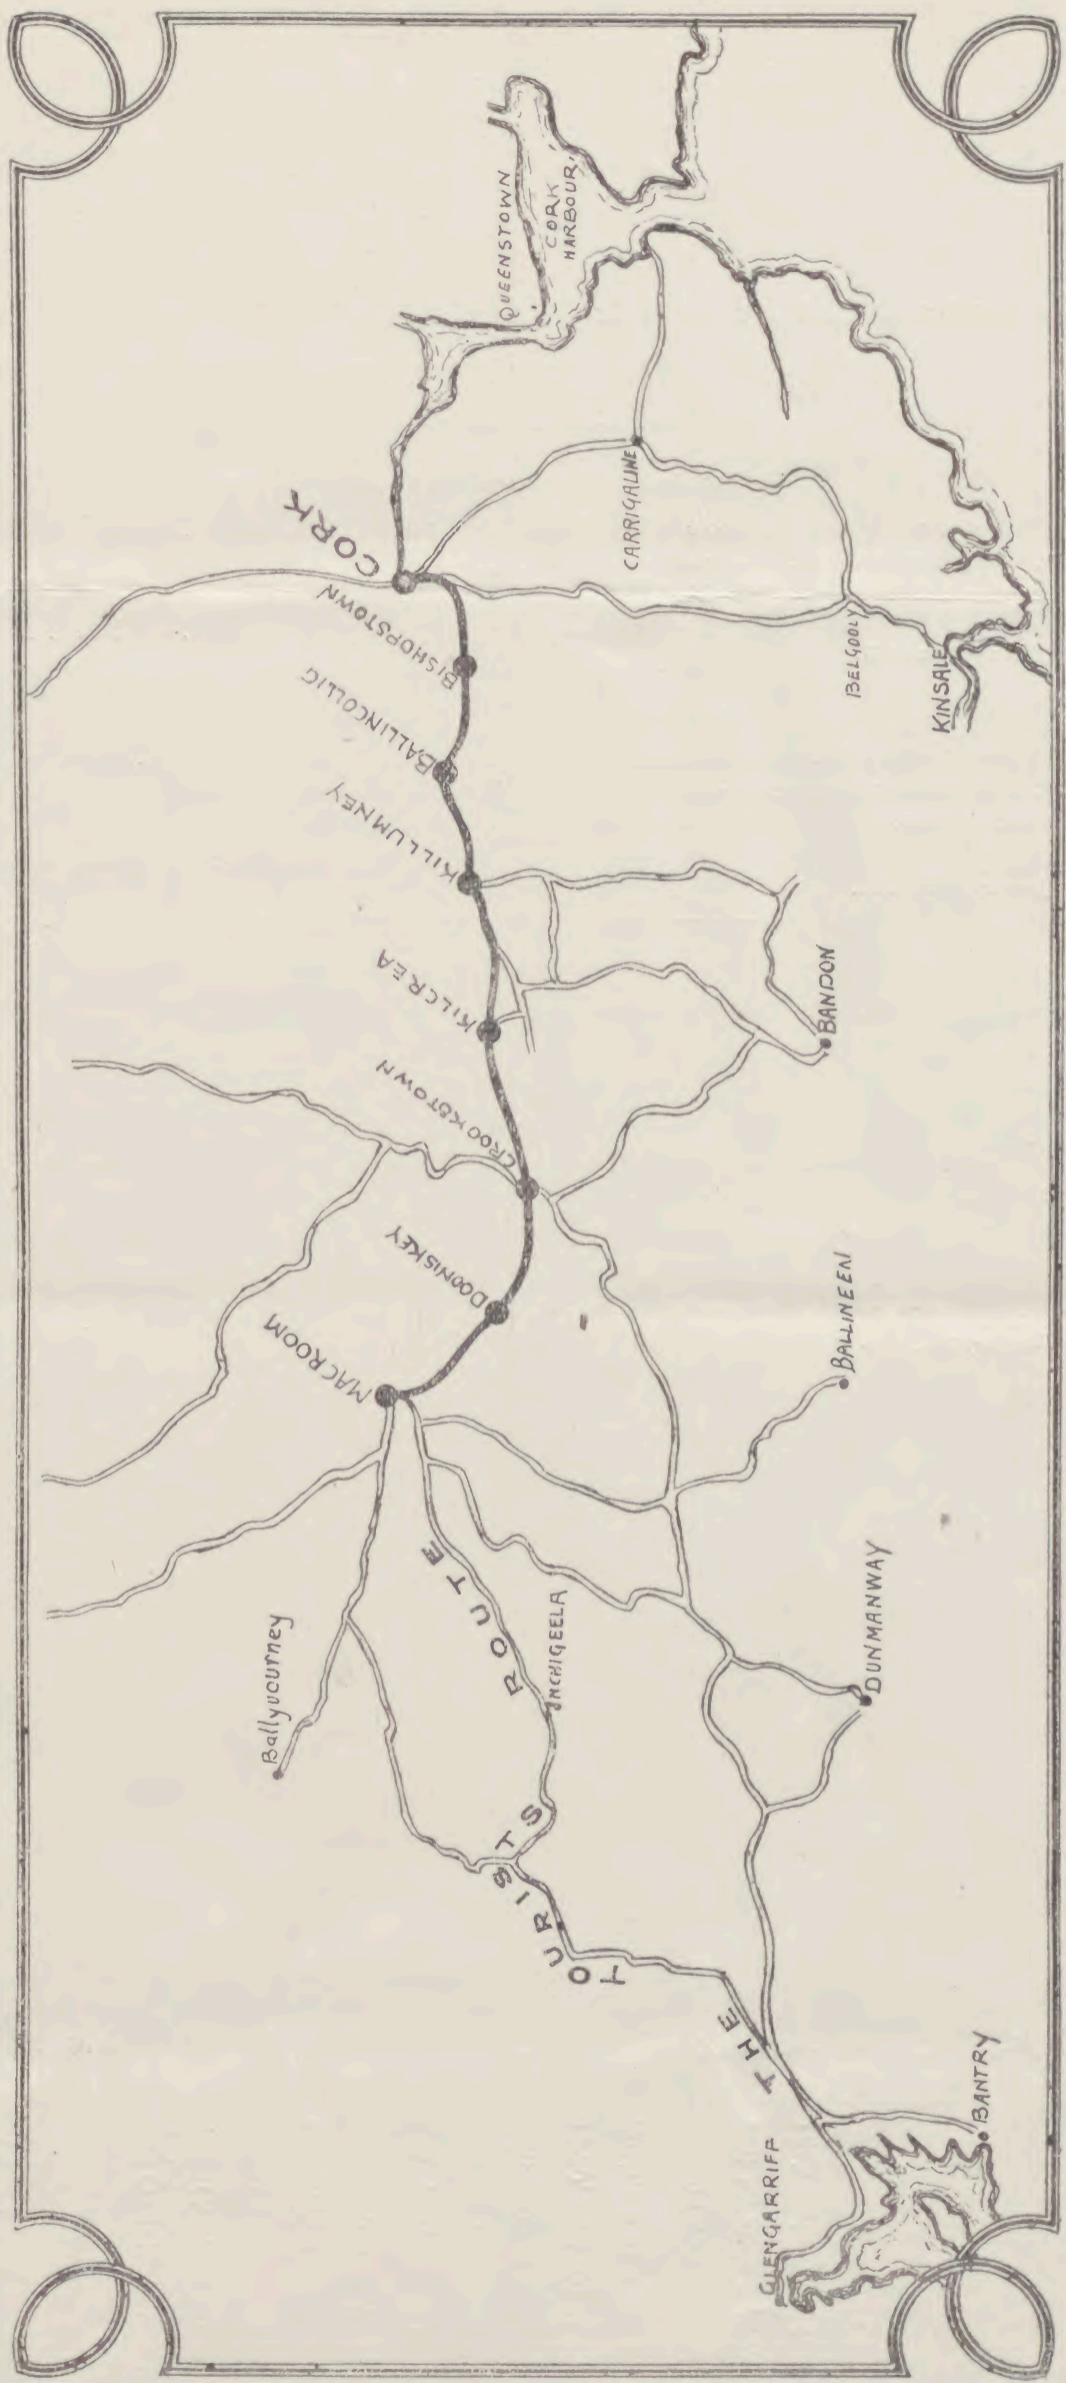 QUEENSTOWN
CORK
HARBOUR,
CORK
CARRIGALINE
BISHOPSTOWN
BELGOOLY
KINSALE
BALLINCOLLIG
KILLUMNEY
KILCREA
BANDON
CROOKSTOWN
DOONISKEY
MACROOM
BALLINEEN
Ballyvourney
INCHIGEELA
DUNMANWAY
THE TOURISTS ROUTE
GLENGARRIFF
BANTRY